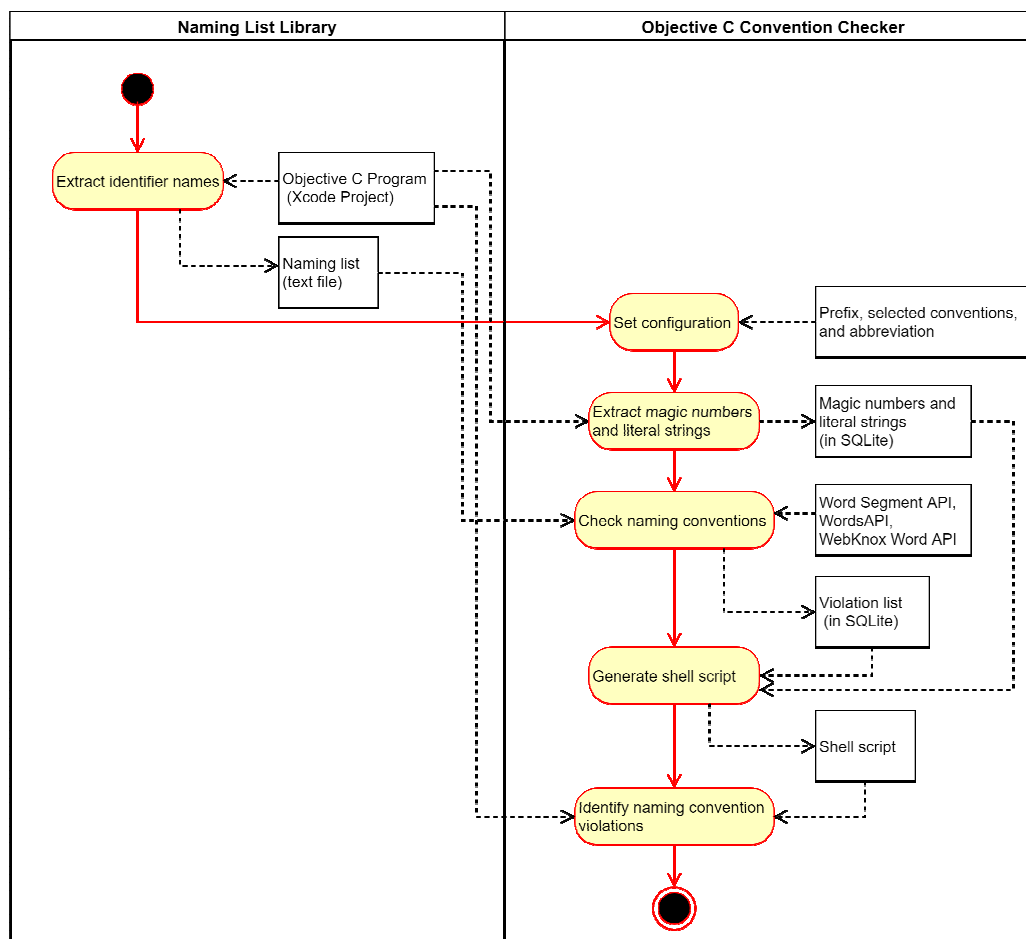 Naming List Library
Objective C Convention Checker
Extract identifier names
Objective C Program
(Xcode Project)
Naming list
(text file)
Set configuration
Prefix, selected conventions,
and abbreviation
Extract magic numbers
and literal strings
Magic numbers and
literal strings
(in SQLite)
Check naming conventions
Word Segment API,
WordsAPI,
WebKnox Word API
Violation list
(in SQLite)
Generate shell script
Shell script
Identify naming convention
violations